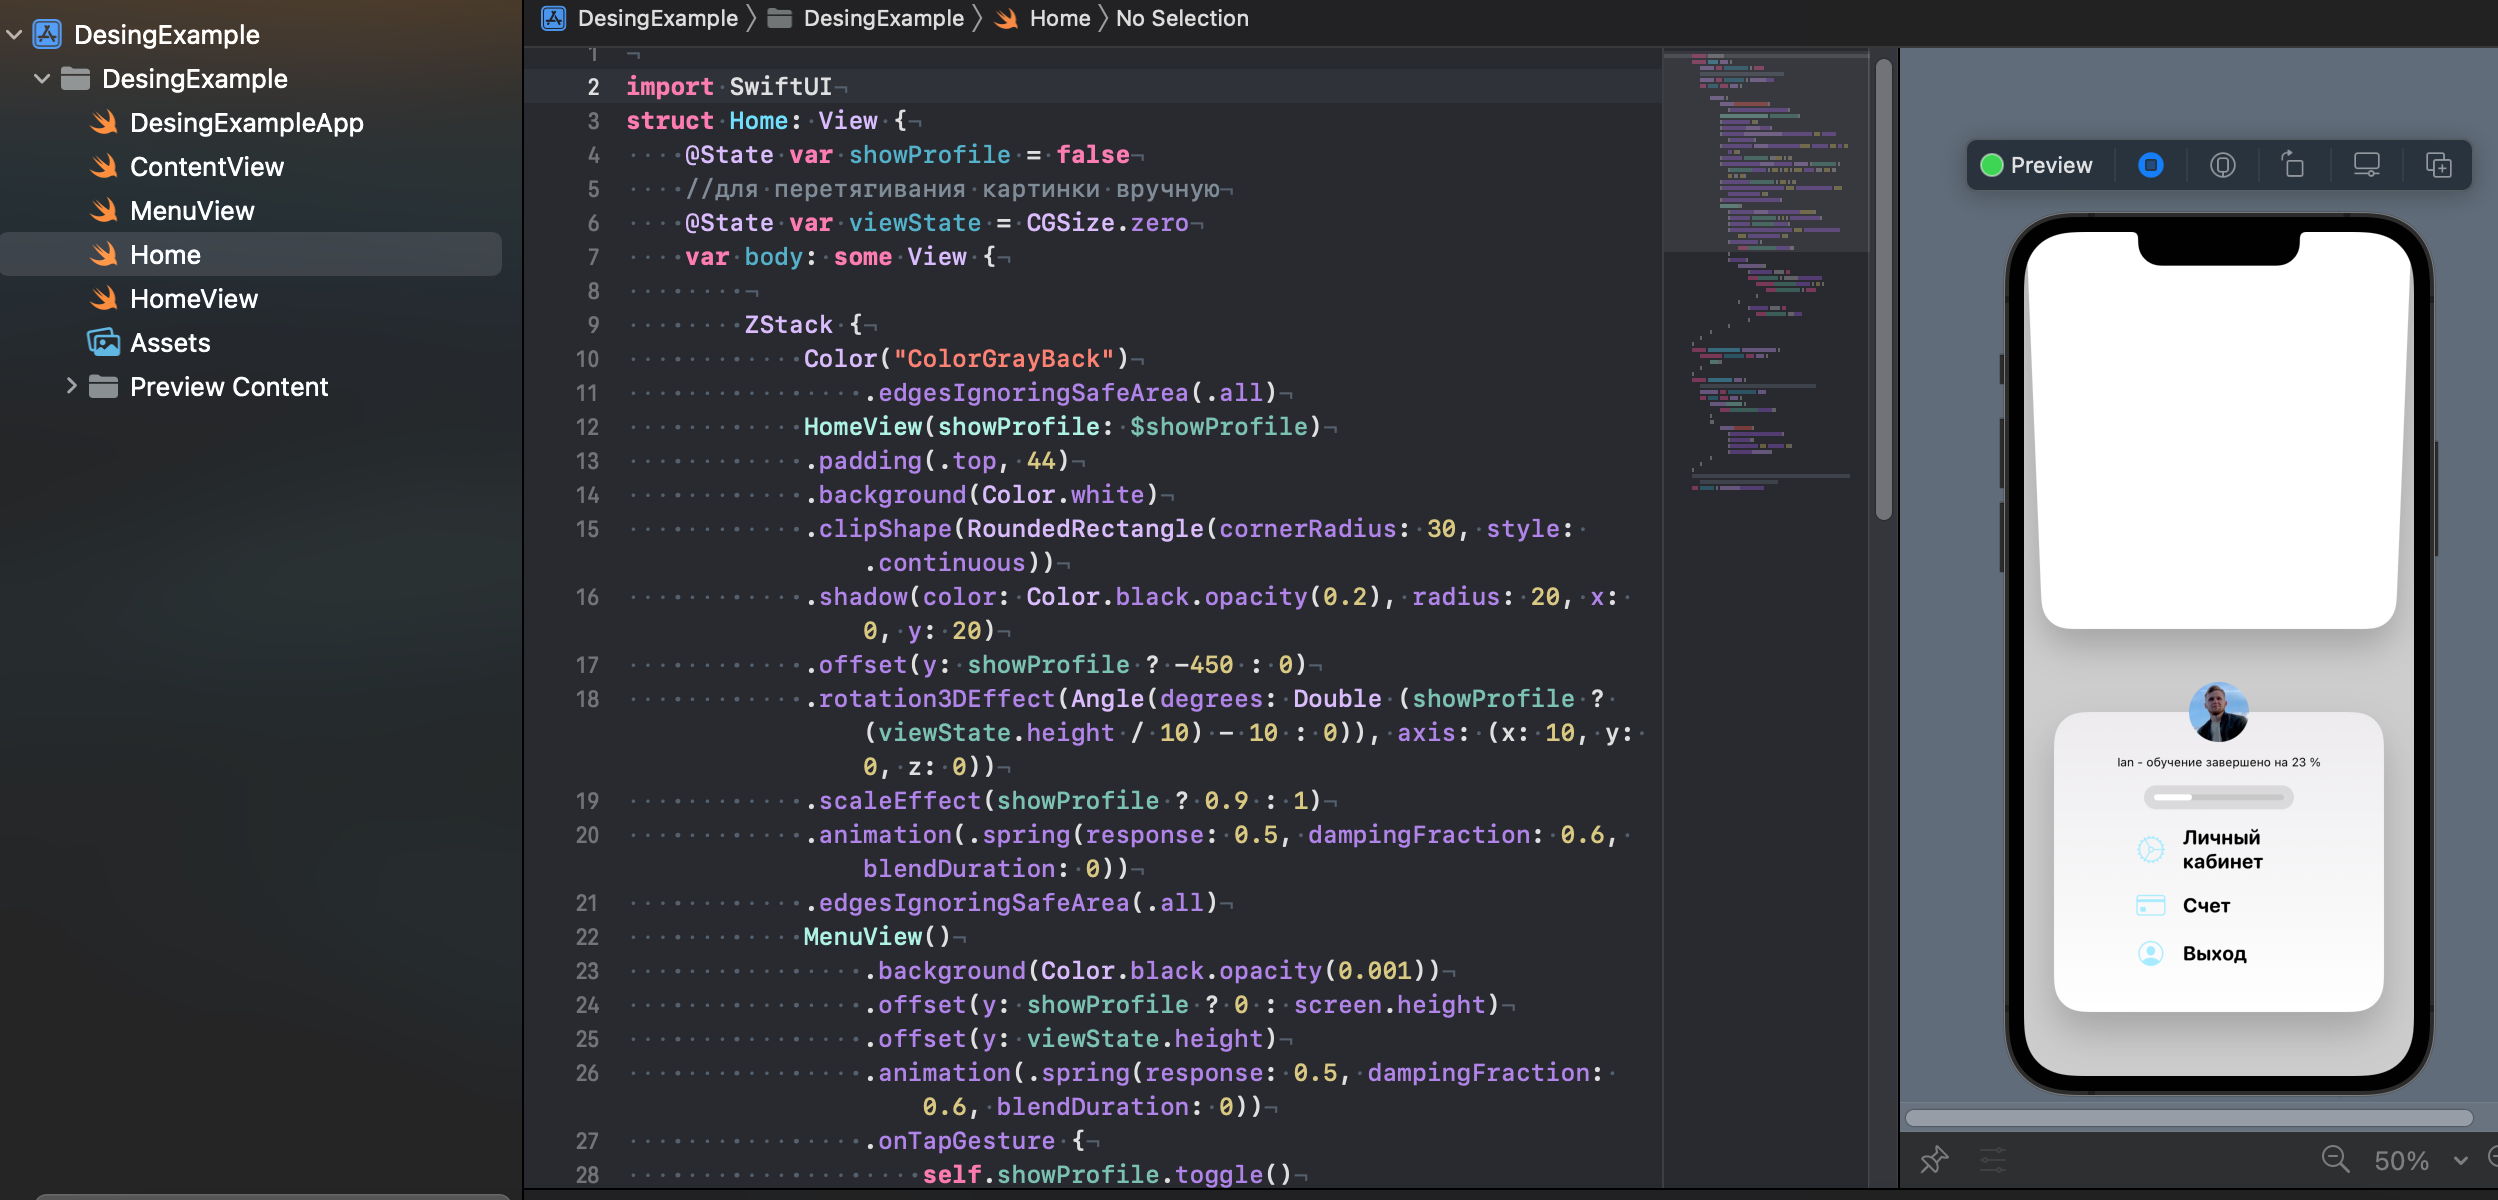 DesingExample
DesingExample
DesingExampleApp
ContentView
MenuView
Home
HomeView
Assets
Preview Content
DesingExample DesingExample Home No Selection
1
2 import SwiftUI
3 struct Home: View {
4 @State var showProfile = false
5 //для перетягивания картинки вручную
6 @State var viewState = CGSize.zero
7 var body: some View {
8
9 ZStack {
10 Color("ColorGrayBack")
11 .edgesIgnoringSafeArea(.all)
12 HomeView(showProfile: $showProfile)
13 .padding(.top, 44)
14 .background(Color.white)
15 .clipShape(RoundedRectangle(cornerRadius: 30, style:
.continuous))
16 .shadow(color: Color.black.opacity(0.2), radius: 20, x:
0, y: 20)
17 .offset(y: showProfile ? -450 : 0)
18 .rotation3DEffect(Angle(degrees: Double (showProfile ?
(viewState.height / 10) - 10 : 0)), axis: (x: 10, y:
0, z: 0))
19 .scaleEffect(showProfile ? 0.9 : 1)
20 .animation(.spring(response: 0.5, dampingFraction: 0.6,
blendDuration: 0))
21 .edgesIgnoringSafeArea(.all)
22 MenuView()
23 .background(Color.black.opacity(0.001))
24 .offset(y: showProfile ? 0 : screen.height)
25 .offset(y: viewState.height)
26 .animation(.spring(response: 0.5, dampingFraction:
0.6, blendDuration: 0))
27 .onTapGesture {
28 self.showProfile.toggle()
Preview
Ian - обучение завершено на 23 %
Личный
кабинет
Счет
Выход
50%